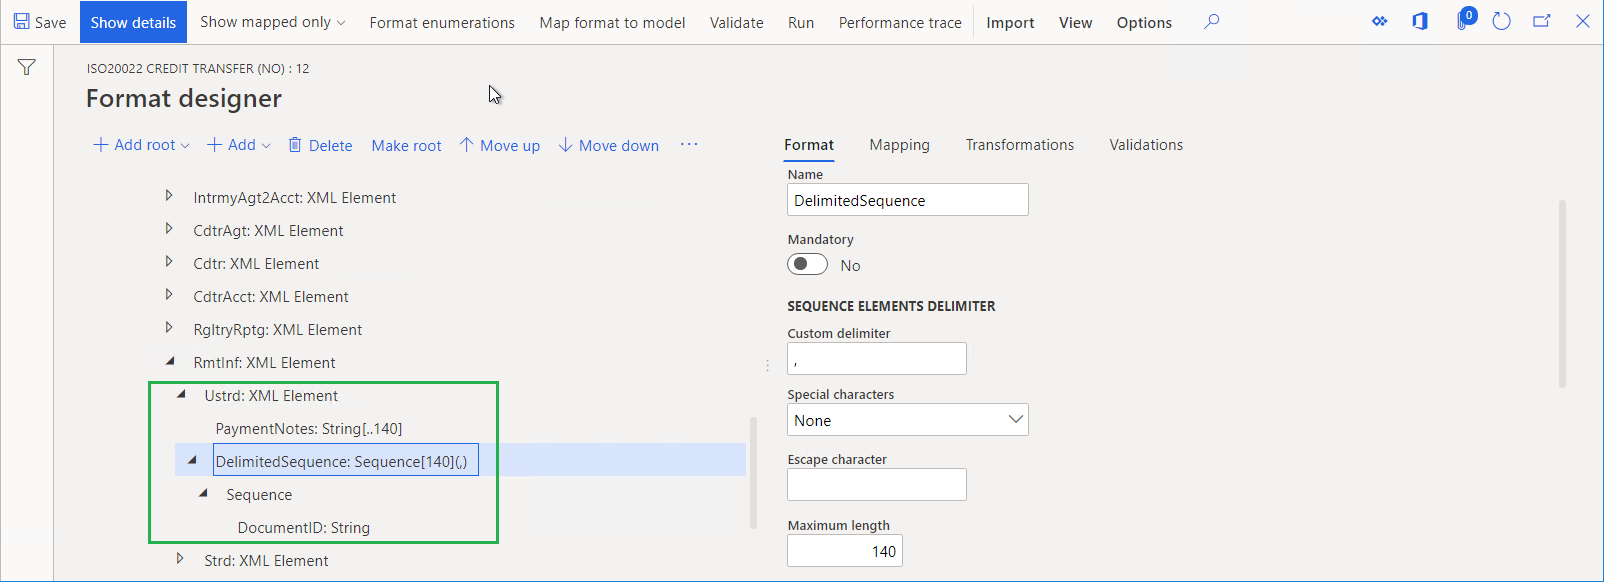 Save Show details Show mapped only Format enumerations Map format to model Validate Run Performance trace Import View Options 0
ISO20022 CREDIT TRANSFER (NO) : 12
Format designer
Add root Add Delete Make root Move up Move down ...
IntrmyAgt2Acct: XML Element
CdtrAgt: XML Element
Cdtr: XML Element
CdtrAcct: XML Element
RgltryRptg: XML Element
RmtInf: XML Element
Ustrd: XML Element
PaymentNotes: String[..140]
DelimitedSequence: Sequence[140](,)
Sequence
DocumentID: String
Strd: XML Element
Format Mapping Transformations Validations
Name
DelimitedSequence
Mandatory
No
SEQUENCE ELEMENTS DELIMITER
Custom delimiter
,
Special characters
None
Escape character
Maximum length
140